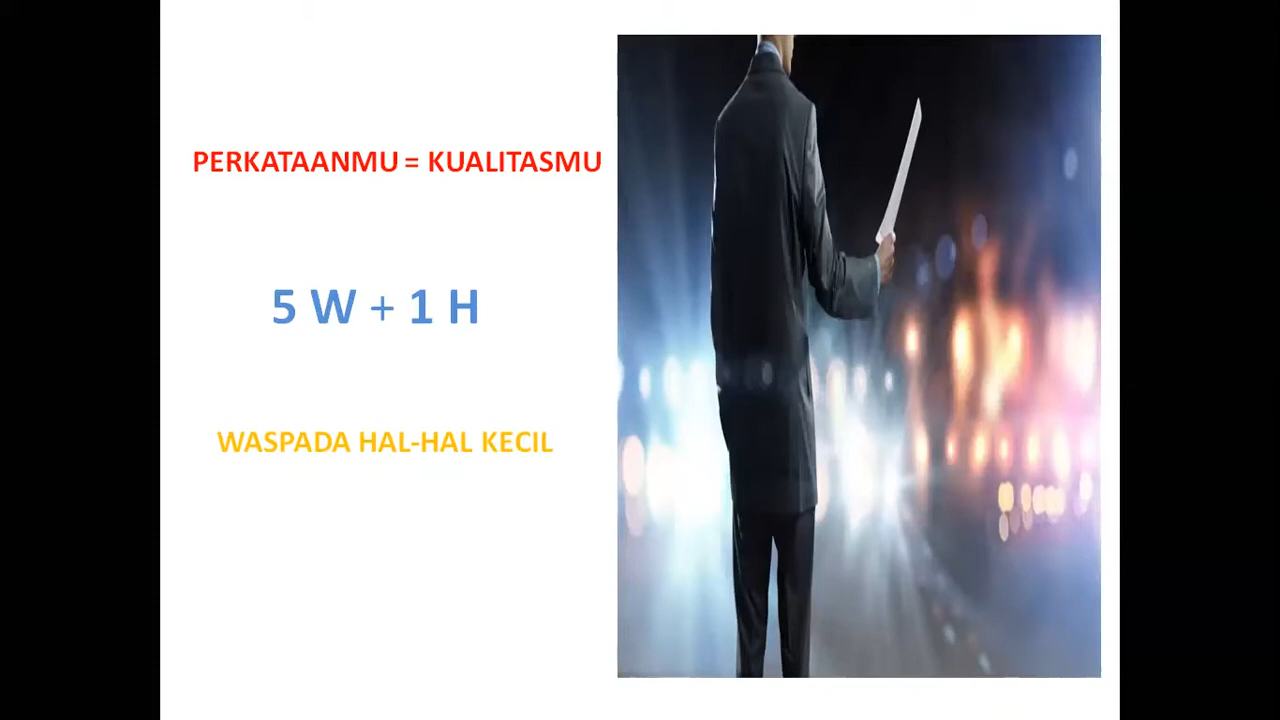 PERKATAANMU = KUALITASMU
5 W + 1 H
WASPADA HAL-HAL KECIL